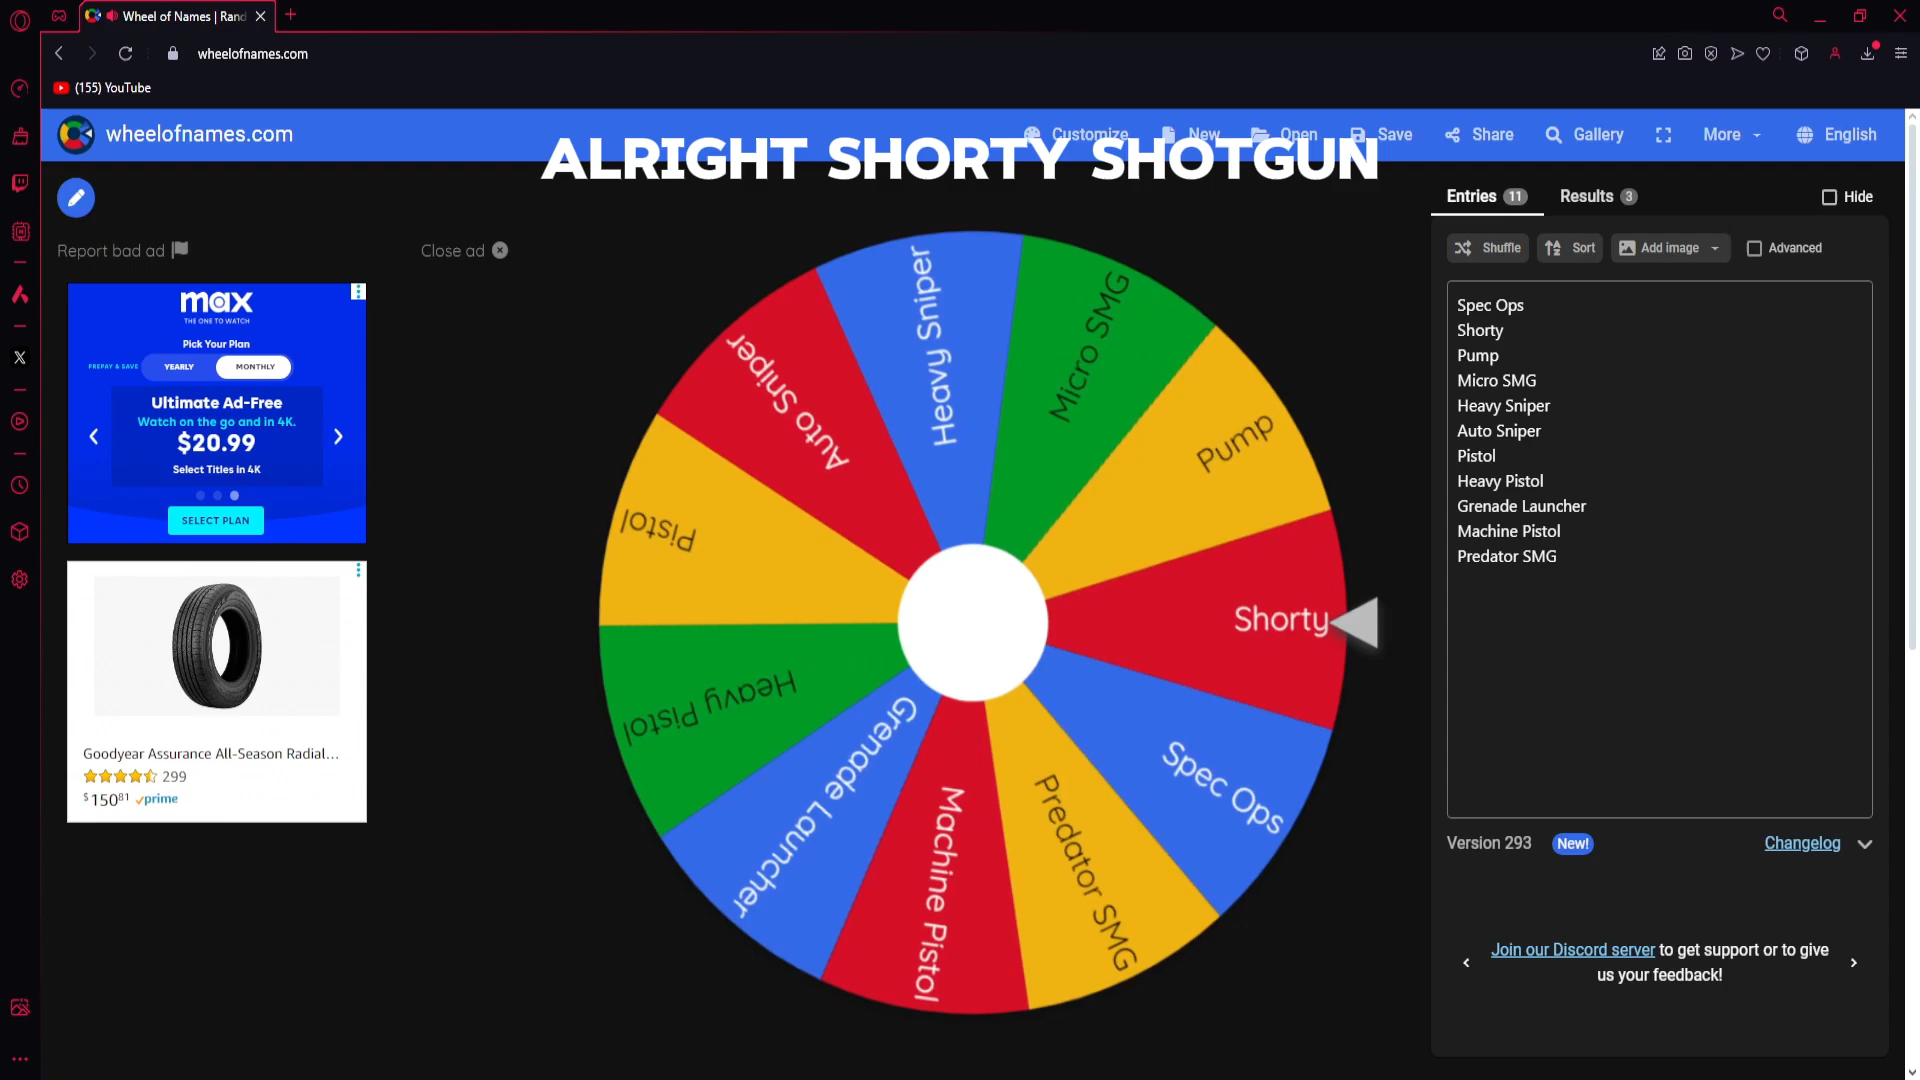 Wheel of Names | Rand
wheelofnames.com
(155) YouTube
wheelofnames.com
Customize
New
Open
Save
Share
Gallery
More
English
ALRIGHT SHORTY SHOTGUN
Report bad ad
Close ad
max
THE ONE TO WATCH
Pick Your Plan
PREPAY & SAVE
YEARLY
MONTHLY
Ultimate Ad-Free
Watch on the go and in 4K.
$20.99
Select Titles in 4K
SELECT PLAN
Goodyear Assurance All-Season Radial...
299
$15081 prime
Heavy Sniper
Micro SMG
Pump
Shorty
Spec Ops
Predator SMG
Machine Pistol
Grenade Launcher
Heavy Pistol
Pistol
Auto Sniper
Entries 11
Results 3
Hide
Shuffle
Sort
Add image
Advanced
Spec Ops
Shorty
Pump
Micro SMG
Heavy Sniper
Auto Sniper
Pistol
Heavy Pistol
Grenade Launcher
Machine Pistol
Predator SMG
Version 293
New!
Changelog
Join our Discord server to get support or to give
us your feedback!